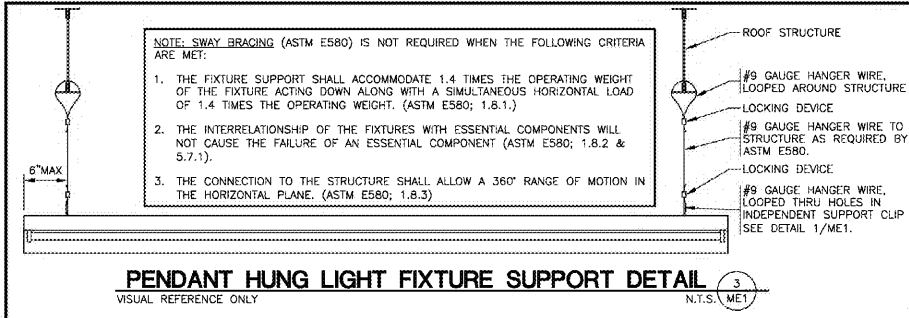 NOTE: SWAY BRACING (ASTM E580) IS NOT REQUIRED WHEN THE FOLLOWING CRITERIA
ARE MET:
1. THE FIXTURE SUPPORT SHALL ACCOMMODATE 1.4 TIMES THE OPERATING WEIGHT
OF THE FIXTURE ACTING DOWN ALONG WITH A SIMULTANEOUS HORIZONTAL LOAD
OF 1.4 TIMES THE OPERATING WEIGHT. (ASTM E580; 1.8.1.)
2. THE INTERRELATIONSHIP OF THE FIXTURES WITH ESSENTIAL COMPONENTS WILL
NOT CAUSE THE FAILURE OF AN ESSENTIAL COMPONENT (ASTM E580; 1.8.2 &
5.7.1).
3. THE CONNECTION TO THE STRUCTURE SHALL ALLOW A 360° RANGE OF MOTION IN
THE HORIZONTAL PLANE. (ASTM E580; 1.8.3)
6"MAX
ROOF STRUCTURE
#9 GAUGE HANGER WIRE,
LOOPED AROUND STRUCTURE
LOCKING DEVICE
#9 GAUGE HANGER WIRE TO
STRUCTURE AS REQUIRED BY
ASTM E580.
LOCKING DEVICE
#9 GAUGE HANGER WIRE,
LOOPED THRU HOLES IN
INDEPENDENT SUPPORT CLIP
SEE DETAIL 1/ME1.
PENDANT HUNG LIGHT FIXTURE SUPPORT DETAIL
VISUAL REFERENCE ONLY
N.T.S.
3
ME1